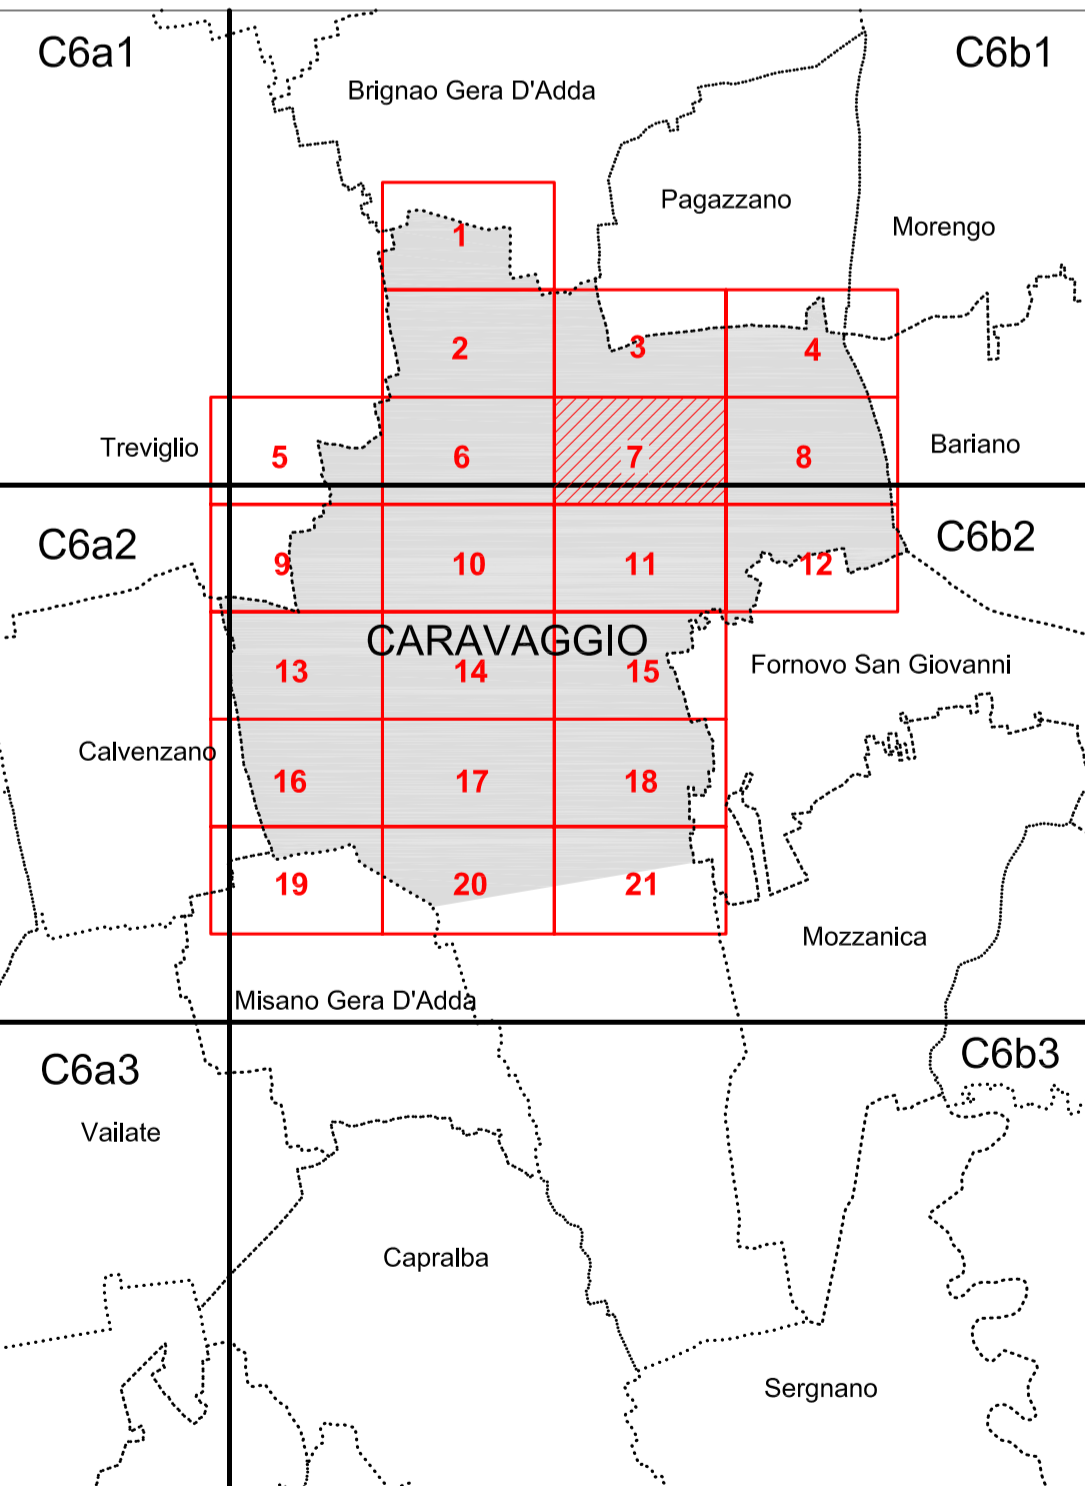 C6a1
C6b1
Brignao Gera D'Adda
Pagazzano
Morengo
1
2
3
4
Treviglio
5
6
7
8
Bariano
C6a2
C6b2
9
10
11
12
CARAVAGGIO
Fornovo San Giovanni
13
14
15
Calvenzano
16
17
18
19
20
21
Mozzanica
Misano Gera D'Adda
C6a3
C6b3
Vailate
Capralba
Sergnano